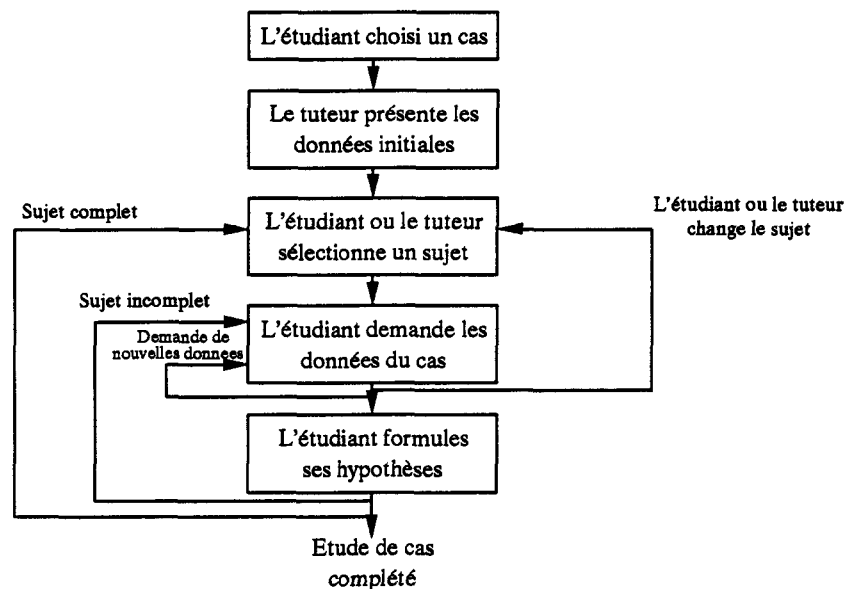 L'étudiant choisi un cas
Le tuteur présente les
données initiales
Sujet complet
L'étudiant ou le tuteur
sélectionne un sujet
L'étudiant ou le tuteur
change le sujet
Sujet incomplet
Demande de
nouvelles donnees
L'étudiant demande les
données du cas
L'étudiant formules
ses hypothèses
Etude de cas
complété